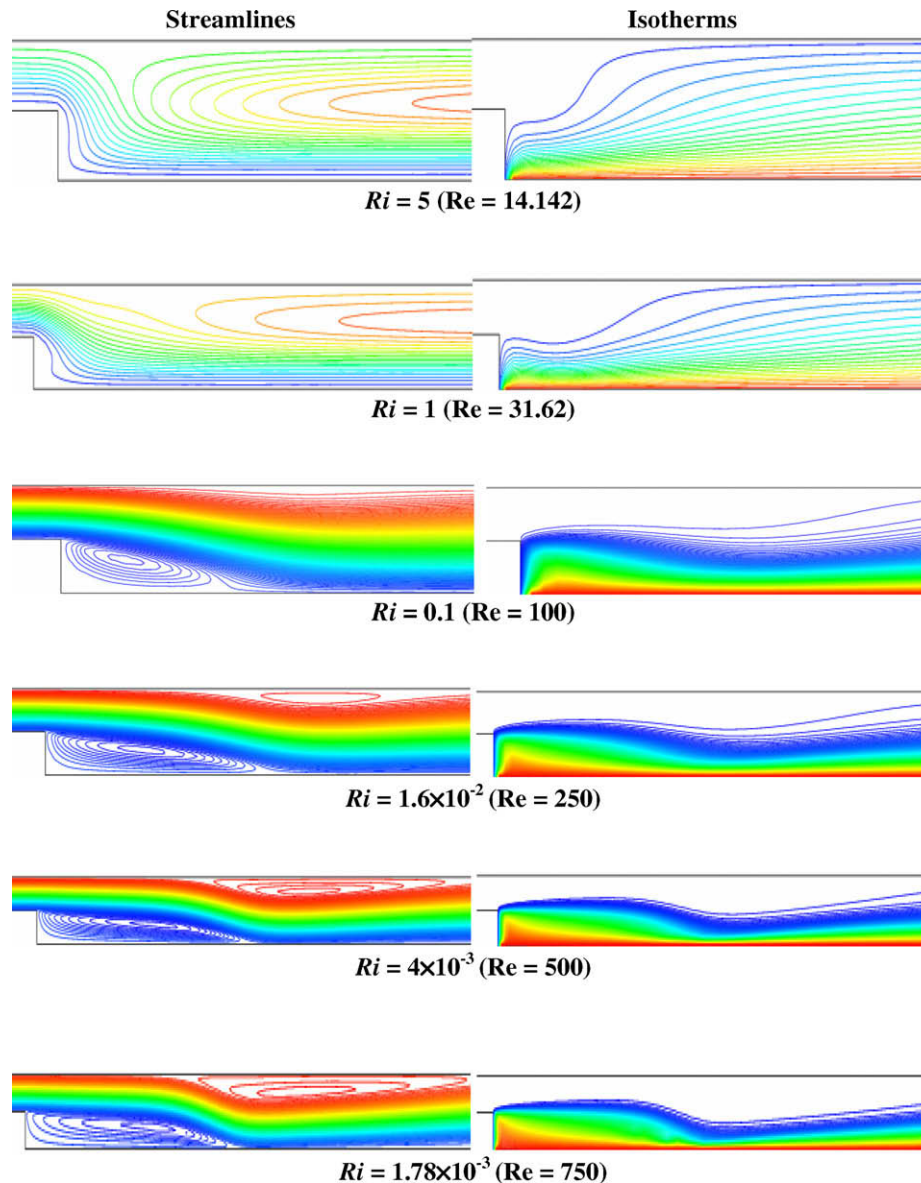 Streamlines Isotherms
Ri = 5 (Re = 14.142)
Ri = 1 (Re = 31.62)
Ri = 0.1 (Re = 100)
Ri = 1.6×10⁻² (Re = 250)
Ri = 4×10⁻³ (Re = 500)
Ri = 1.78×10⁻³ (Re = 750)